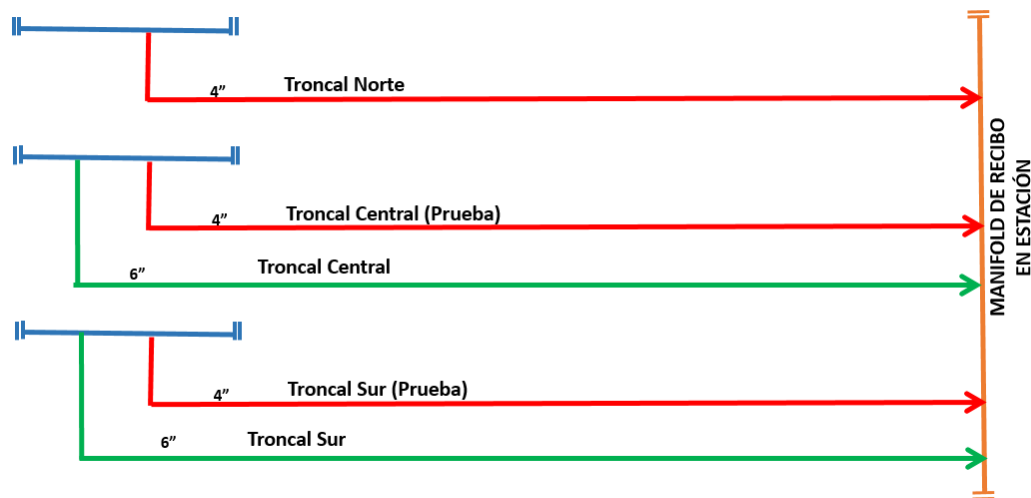 4” Troncal Norte
4” Troncal Central (Prueba)
6” Troncal Central
4” Troncal Sur (Prueba)
6” Troncal Sur
MANIFOLD DE RECIBO
EN ESTACIÓN